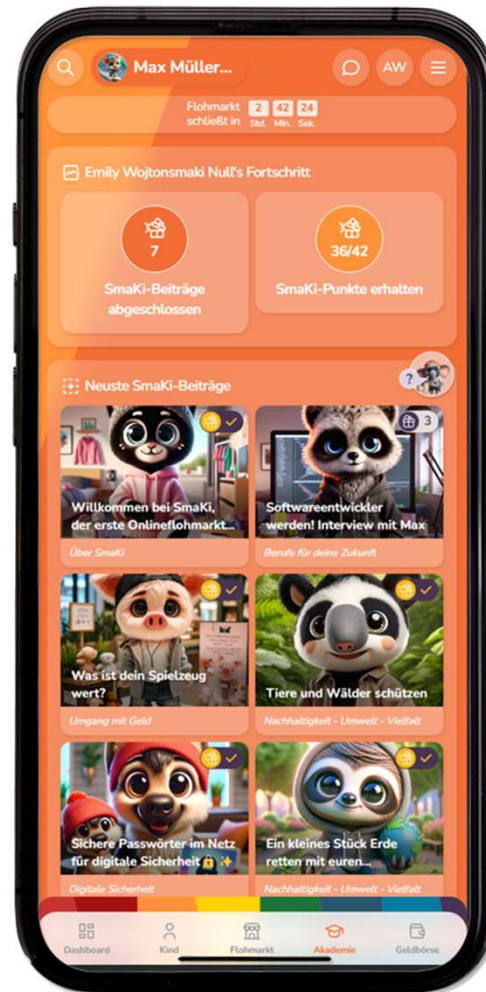 Max Müller...
AW
Flohmarkt
schließt in
2 42 24
Std. Min. Sek.
Emily Wojtonsmaki Null's Fortschritt
7
SmaKi-Beiträge
abgeschlossen
36/42
SmaKi-Punkte erhalten
?
Neuste SmaKi-Beiträge
Willkommen bei SmaKi,
der erste Onlineflohmarkt...
Über SmaKi
3
Softwareentwickler
werden! Interview mit Max
Berufe für deine Zukunft
Was ist dein Spielzeug
wert?
Umgang mit Geld
Tiere und Wälder schützen
Nachhaltigkeit - Umwelt - Vielfalt
Sichere Passwörter im Netz
für digitale Sicherheit🔒✨
Digitale Sicherheit
Ein kleines Stück Erde
retten mit euren...
Nachhaltigkeit - Umwelt - Vielfalt
Dashboard
Kind
Flohmarkt
Akademie
Geldbörse